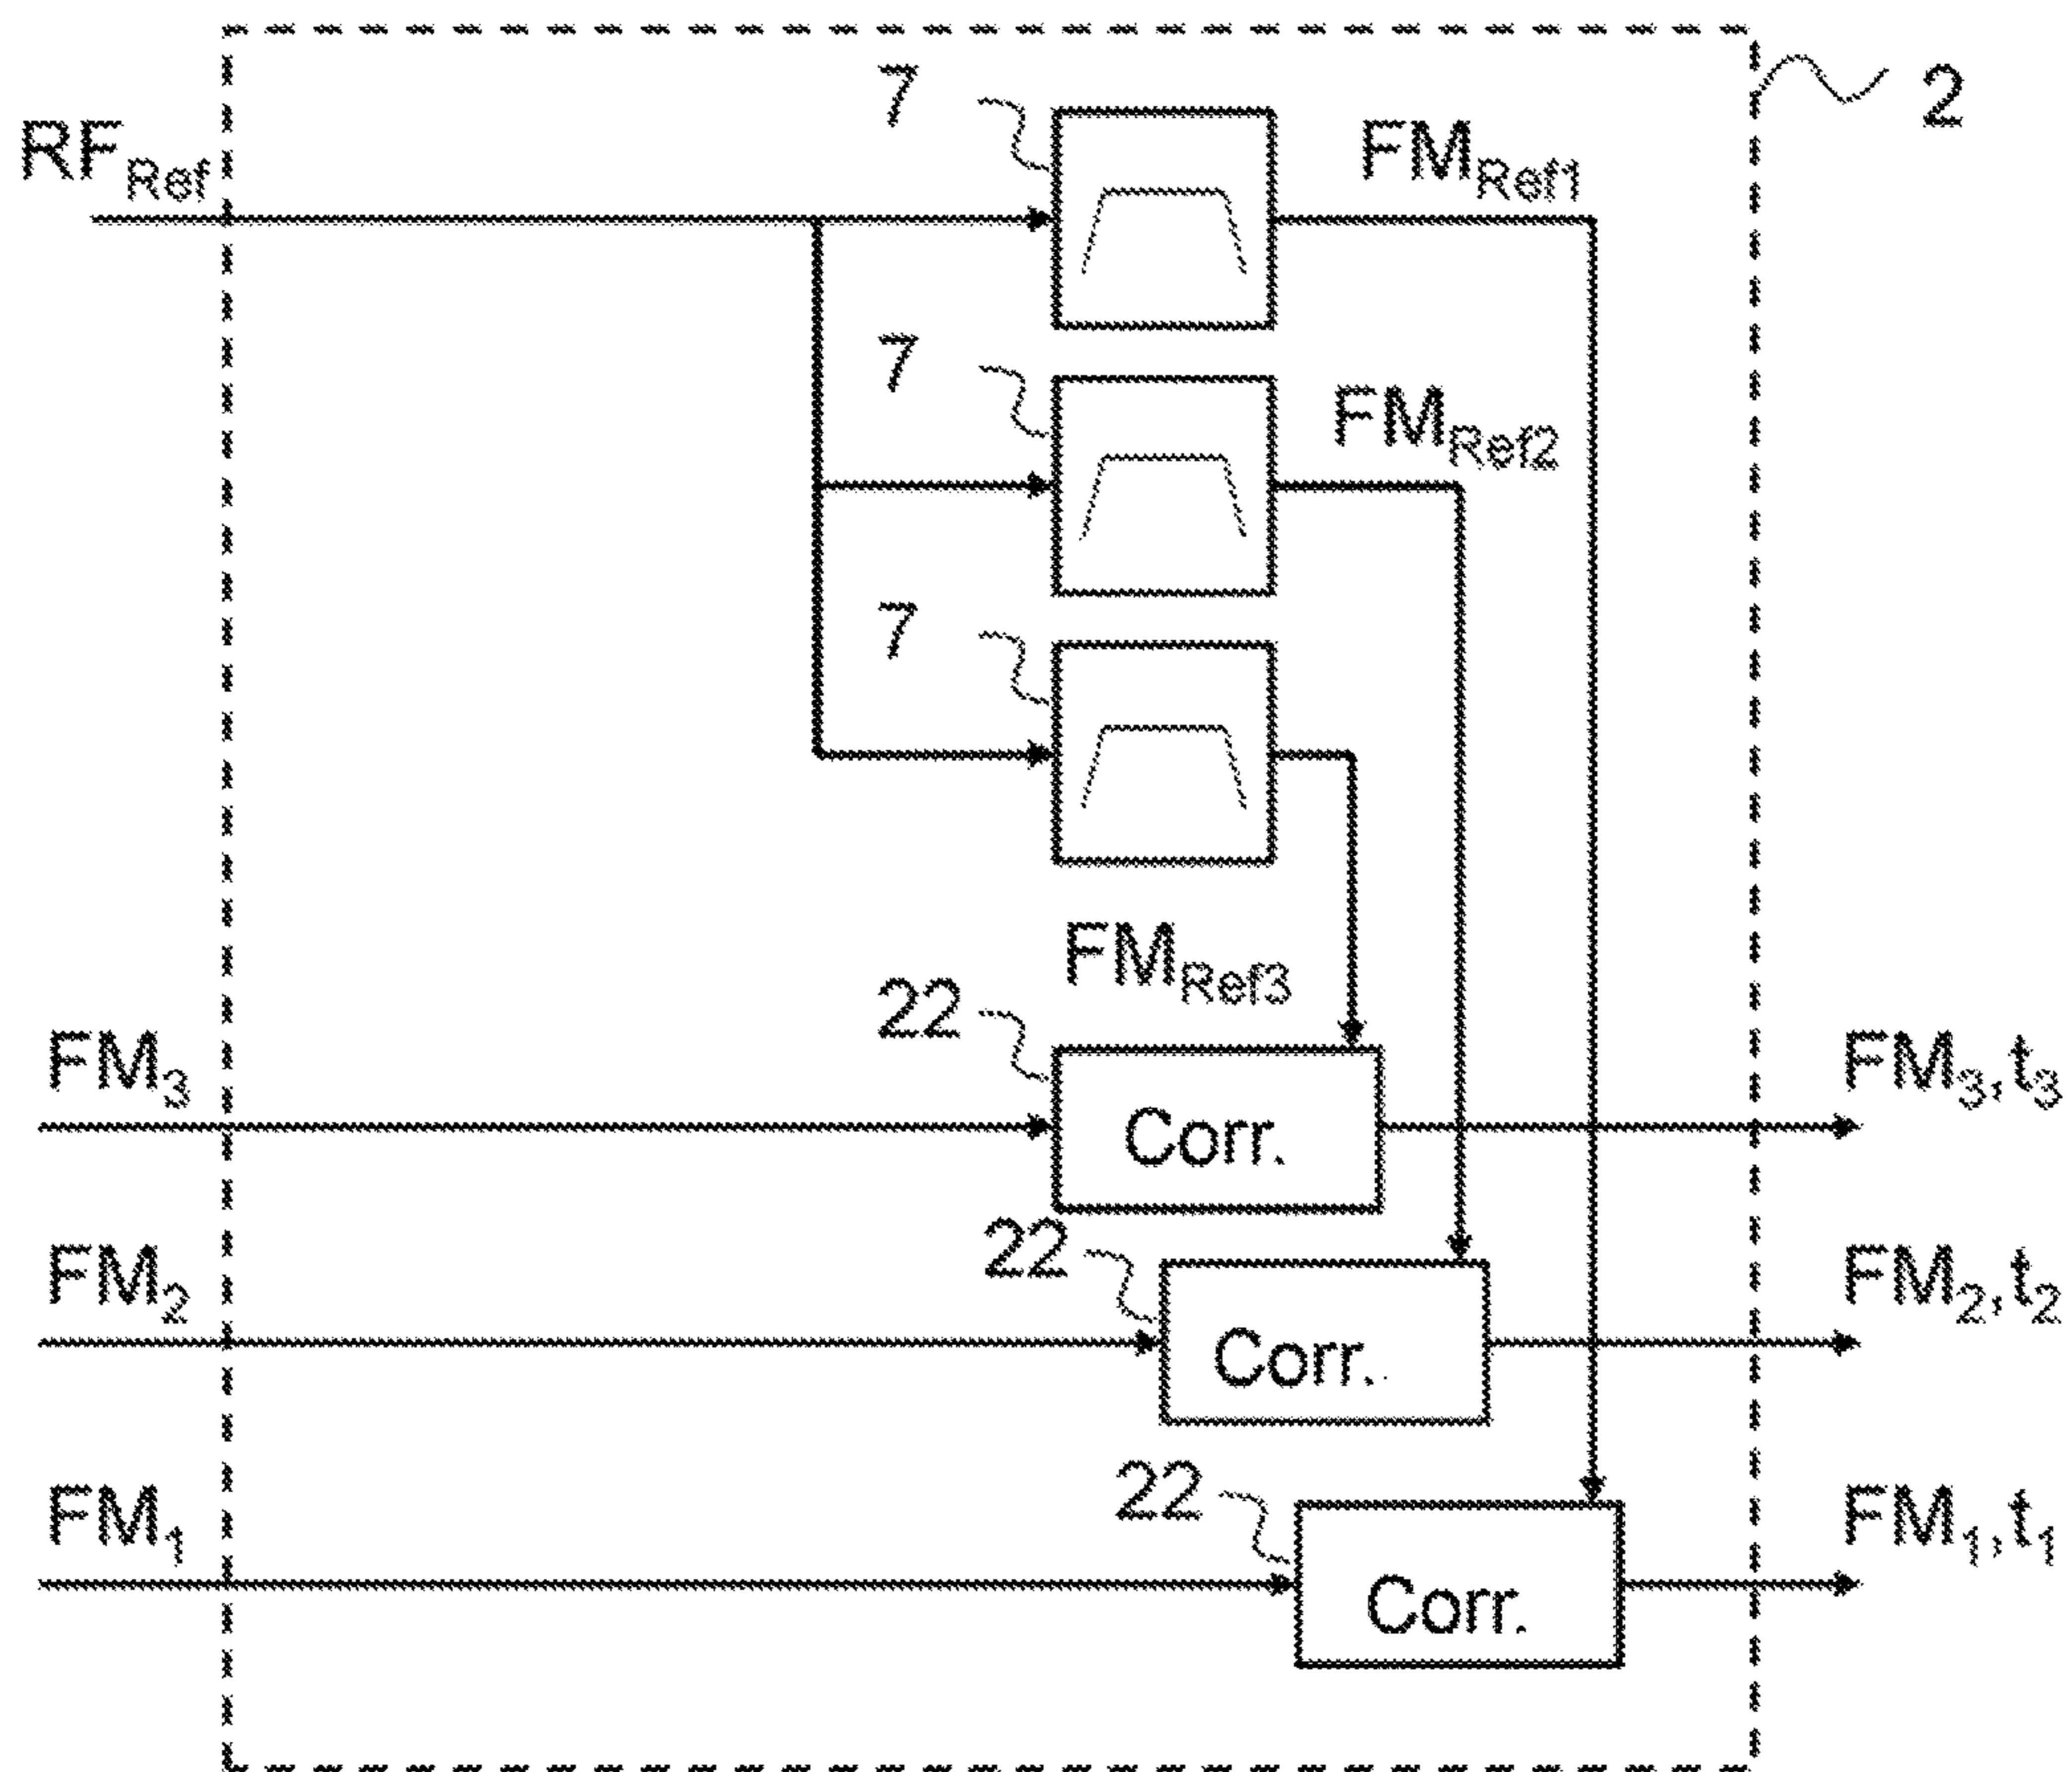 7
2
RF_Ref
FM_Ref1
7
FM_Ref2
7
FM_Ref3
22
FM_3
Corr.
FM_3, t_3
22
FM_2
Corr.
FM_2, t_2
22
FM_1
Corr.
FM_1, t_1